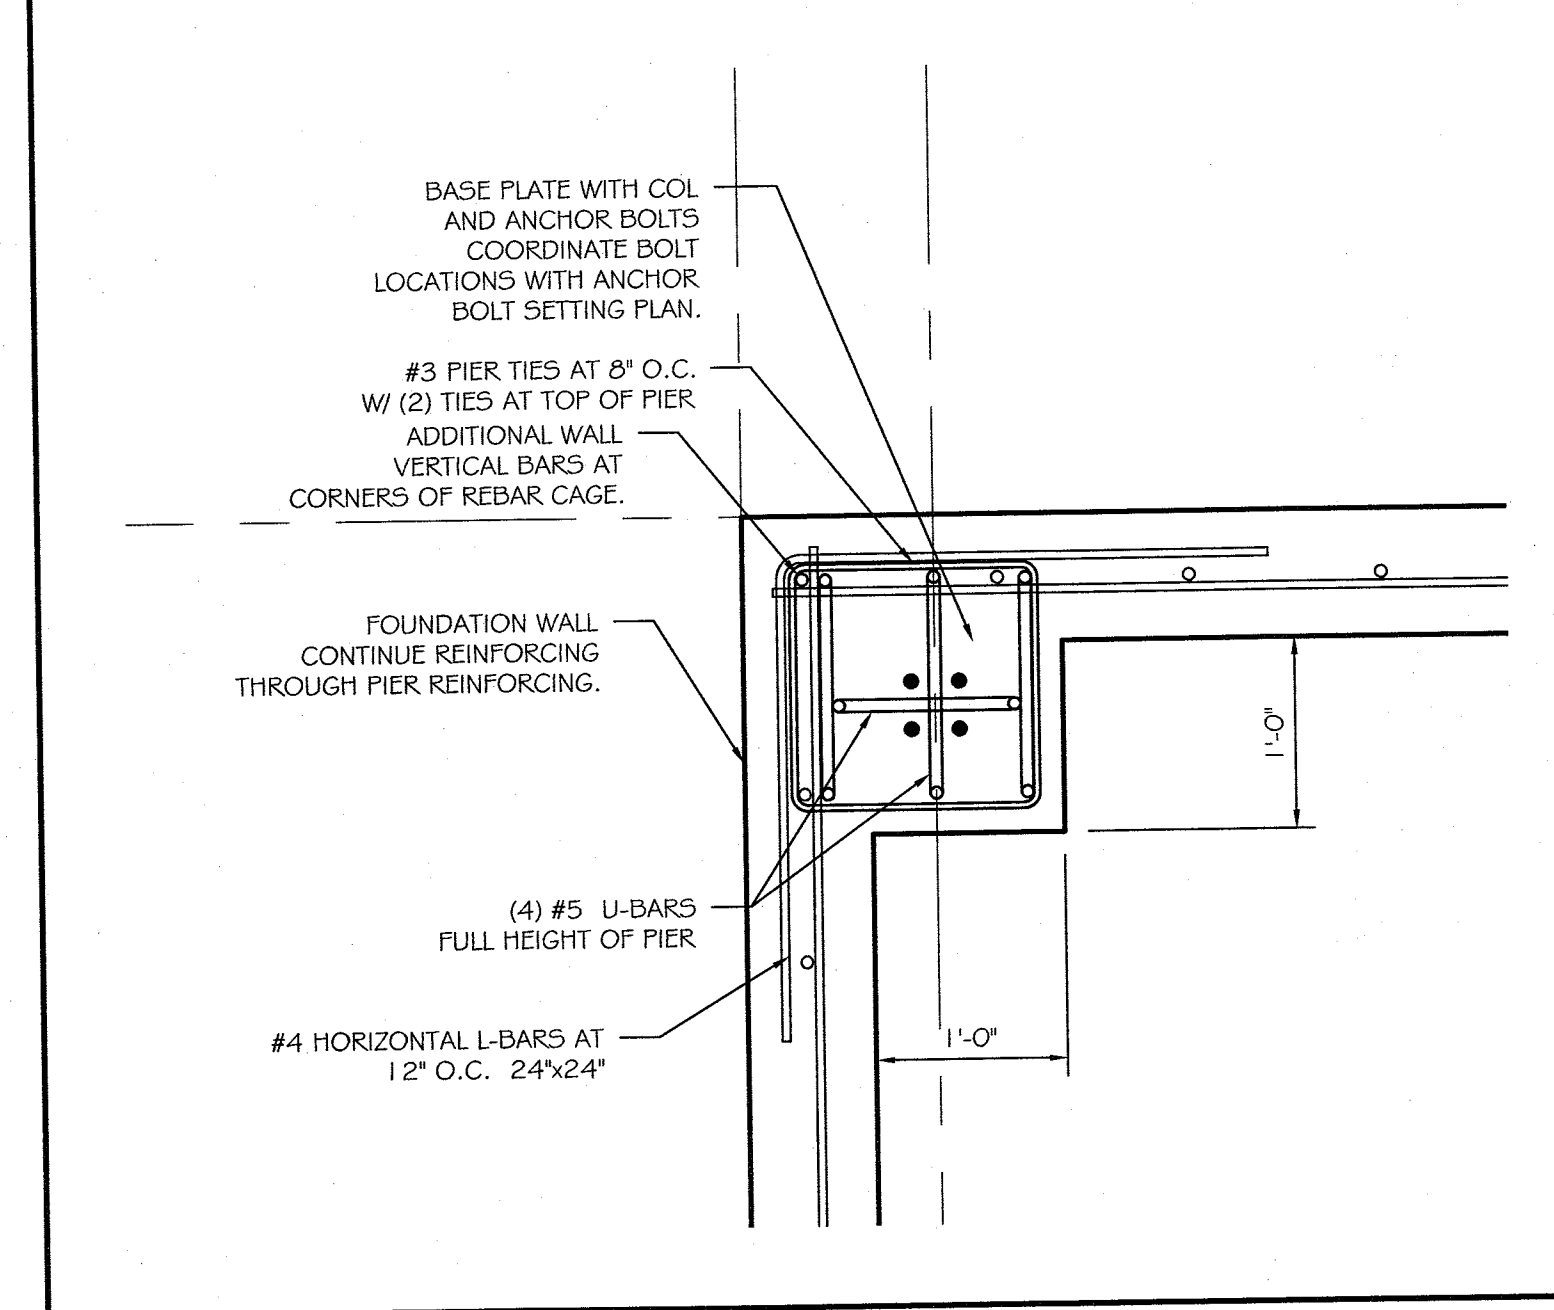 BASE PLATE WITH COL
AND ANCHOR BOLTS
COORDINATE BOLT
LOCATIONS WITH ANCHOR
BOLT SETTING PLAN.
#3 PIER TIES AT 8" O.C.
W/ (2) TIES AT TOP OF PIER
ADDITIONAL WALL
VERTICAL BARS AT
CORNERS OF REBAR CAGE.
FOUNDATION WALL
CONTINUE REINFORCING
THROUGH PIER REINFORCING.
1'-0"
(4) #5 U-BARS
FULL HEIGHT OF PIER
#4 HORIZONTAL L-BARS AT
12" O.C. 24"x24"
1'-0"